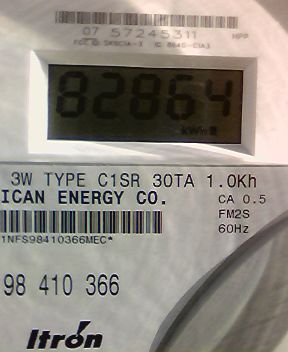 07 57245311 HPP
82864
kWh
3W TYPE C1SR 30TA 1.0Kh
ICAN ENERGY CO. CA 0.5
FM2S
1NFS98410366MEC* 60Hz
98 410 366
Itron